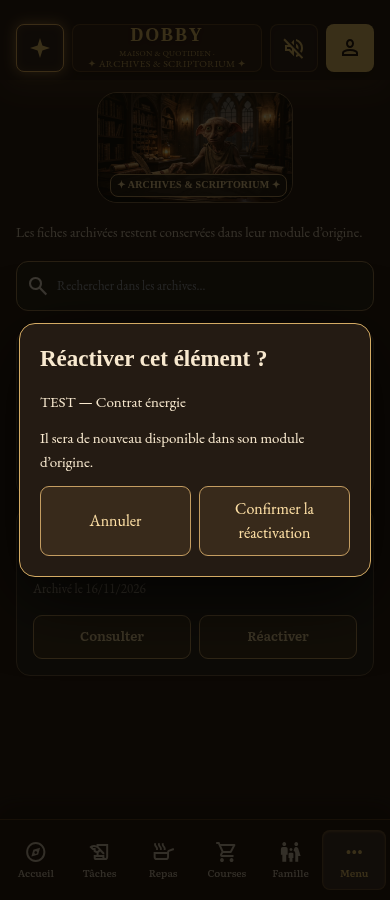 DOBBY
MAISON & QUOTIDIEN
✦ ARCHIVES & SCRIPTORIUM ✦
✦ ARCHIVES & SCRIPTORIUM ✦
Les fiches archivées restent conservées dans leur module d’origine.
Rechercher dans les archives…
Réactiver cet élément ?
TEST — Contrat énergie
Il sera de nouveau disponible dans son module
d’origine.
Annuler
Confirmer la
réactivation
Archivé le 16/11/2026
Consulter
Réactiver
Accueil
Tâches
Repas
Courses
Famille
Menu